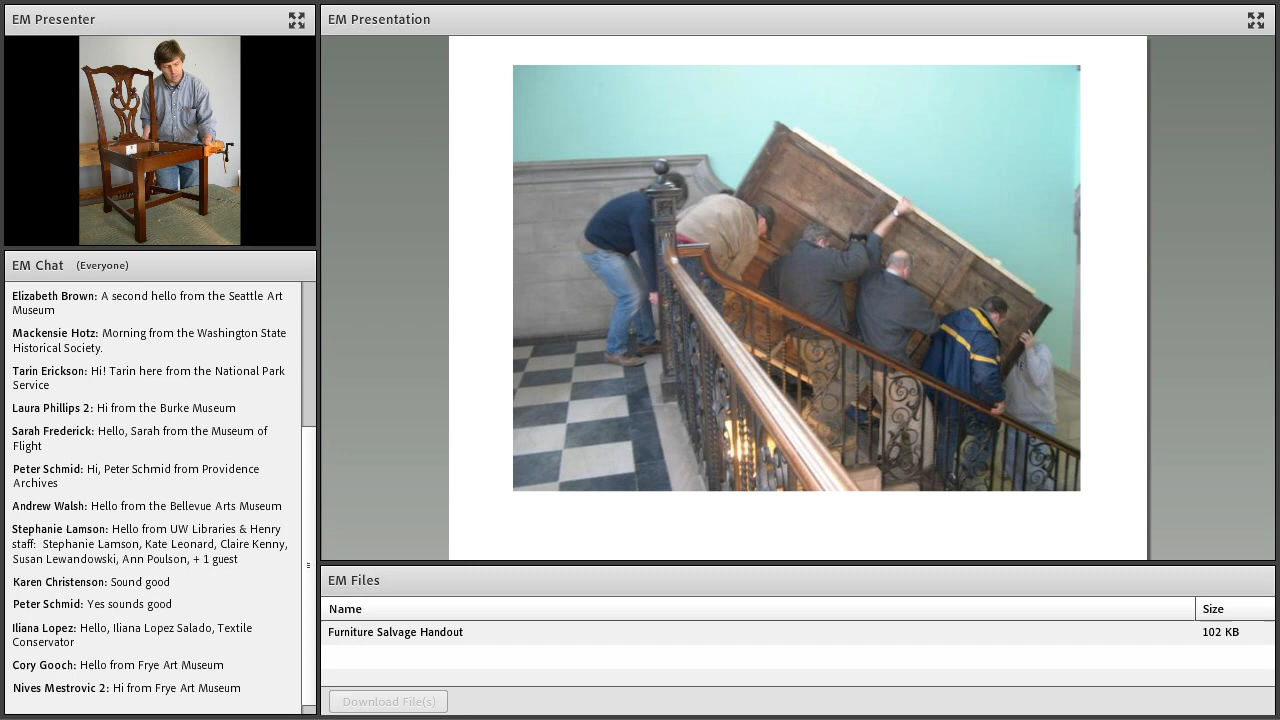 EM Presenter
EM Chat (Everyone)
Elizabeth Brown: A second hello from the Seattle Art
Museum
Mackensie Hotz: Morning from the Washington State
Historical Society.
Tarin Erickson: Hi! Tarin here from the National Park
Service
Laura Phillips 2: Hi from the Burke Museum
Sarah Frederick: Hello, Sarah from the Museum of
Flight
Peter Schmid: Hi, Peter Schmid from Providence
Archives
Andrew Walsh: Hello from the Bellevue Arts Museum
Stephanie Lamson: Hello from UW Libraries & Henry
staff: Stephanie Lamson, Kate Leonard, Claire Kenny,
Susan Lewandowski, Ann Poulson, + 1 guest
Karen Christenson: Sound good
Peter Schmid: Yes sounds good
Iliana Lopez: Hello, Iliana Lopez Salado, Textile
Conservator
Cory Gooch: Hello from Frye Art Museum
Nives Mestrovic 2: Hi from Frye Art Museum
EM Presentation
EM Files
Name Size
Furniture Salvage Handout 102 KB
Download File(s)